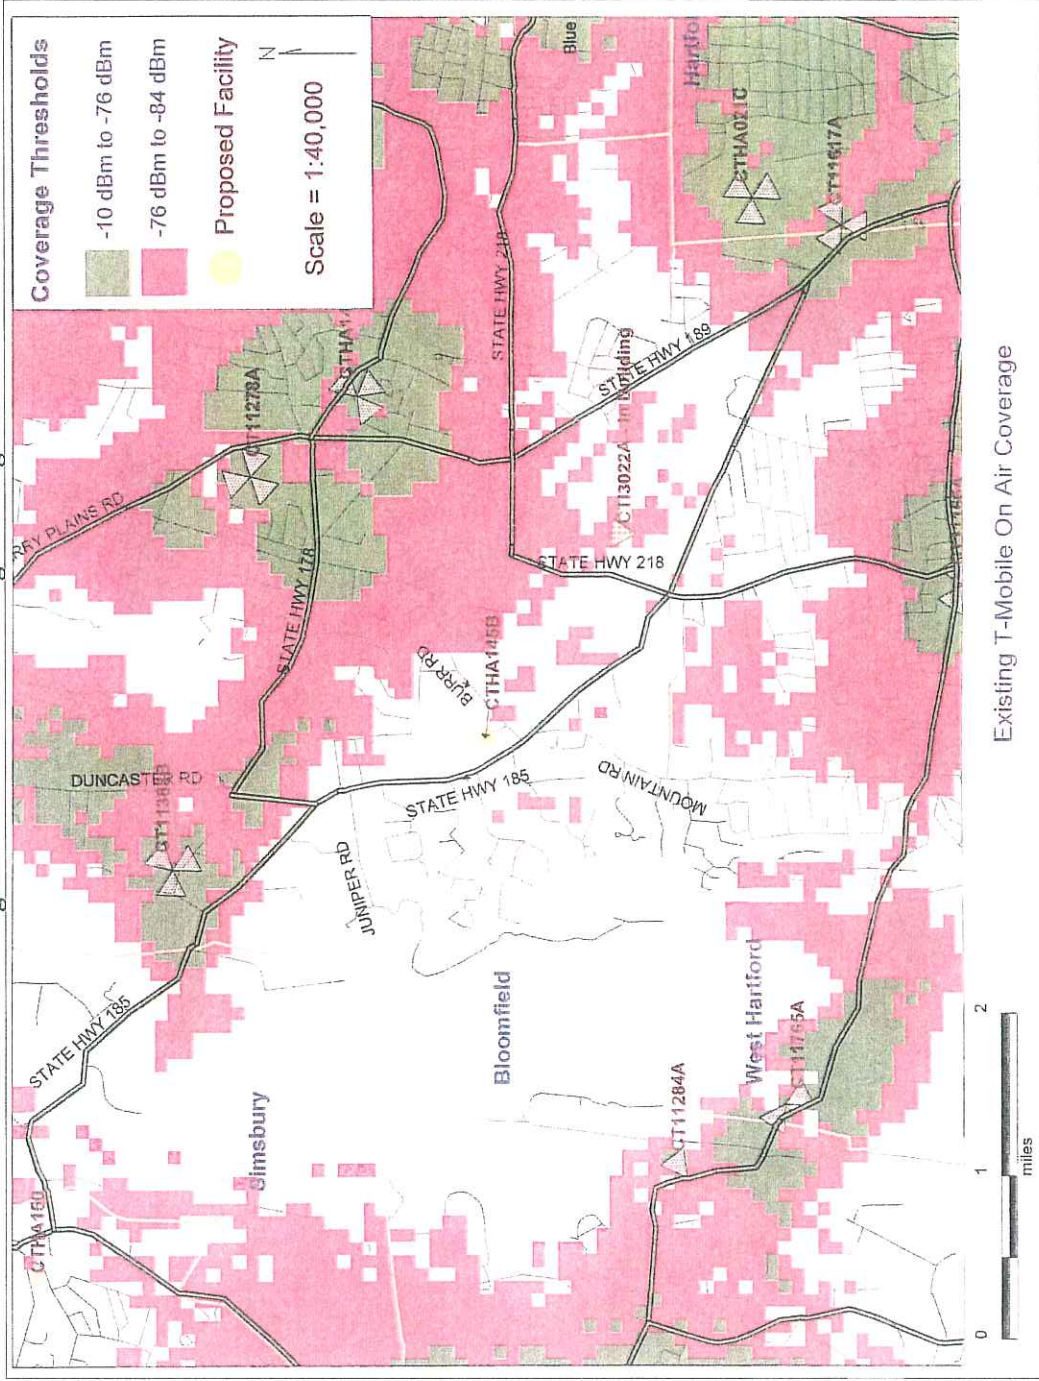 Coverage Thresholds
-10 dBm to -76 dBm
-76 dBm to -84 dBm
Proposed Facility
N
Scale = 1:40,000
Blue
STATE HWY 218
CTHA021C
CT11617A
STATE HWY 189
CT13022A - In Building
CT11278A
RRY PLAINS RD
STATE HWY 178
STATE HWY 218
BURR RD
CTHA145B
DUNCASTER RD
STATE HWY 185
MOUNTAIN RD
JUNIPER RD
STATE HWY 185
Bloomfield
West Hartford
CT11765A
CT11284A
Simsbury
CTHA150
0
1
2
miles
Existing T-Mobile On Air Coverage